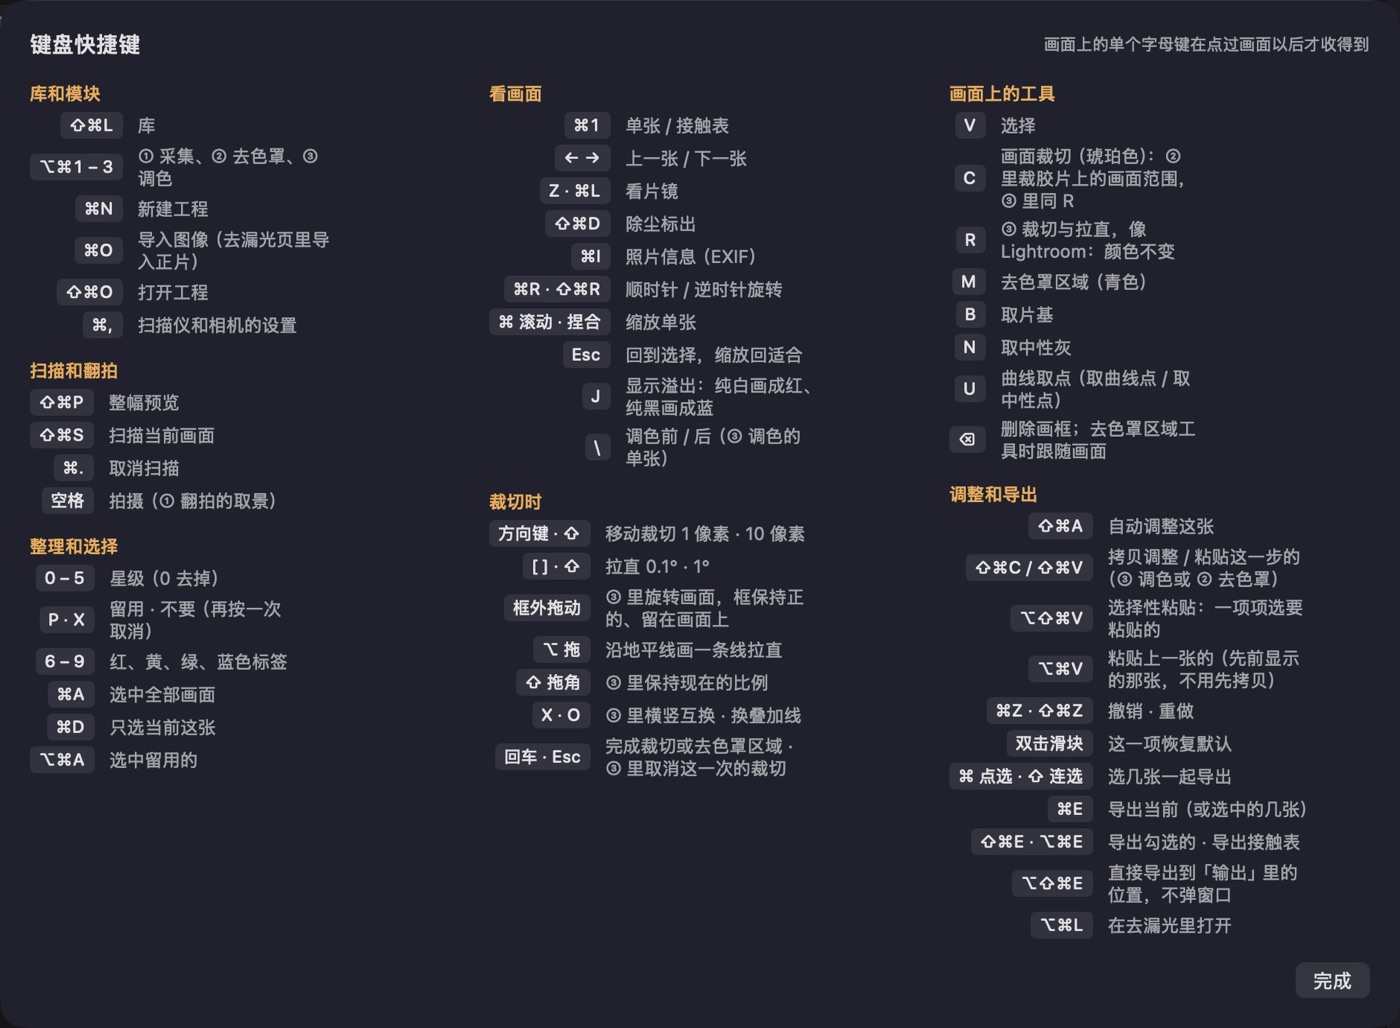 键盘快捷键
画面上的单个字母键在点过画面以后才收得到
库和模块
⇧⌘L 库
⌥⌘1 – 3 ① 采集、② 去色罩、③
调色
⌘N 新建工程
⌘O 导入图像（去漏光页里导
入正片）
⇧⌘O 打开工程
⌘, 扫描仪和相机的设置
扫描和翻拍
⇧⌘P 整幅预览
⇧⌘S 扫描当前画面
⌘. 取消扫描
空格 拍摄（① 翻拍的取景）
整理和选择
0 – 5 星级（0 去掉）
P · X 留用 · 不要（再按一次
取消）
6 – 9 红、黄、绿、蓝色标签
⌘A 选中全部画面
⌘D 只选当前这张
⌥⌘A 选中留用的
看画面
⌘1 单张 / 接触表
← → 上一张 / 下一张
Z · ⌘L 看片镜
⇧⌘D 除尘标出
⌘I 照片信息（EXIF）
⌘R · ⇧⌘R 顺时针 / 逆时针旋转
⌘ 滚动 · 捏合 缩放单张
Esc 回到选择，缩放回适合
J 显示溢出：纯白画成红、
纯黑画成蓝
\ 调色前 / 后（③ 调色的
单张）
裁切时
方向键 · ⇧ 移动裁切 1 像素 · 10 像素
[ ] · ⇧ 拉直 0.1° · 1°
框外拖动 ③ 里旋转画面，框保持正
的、留在画面上
⌥ 拖 沿地平线画一条线拉直
⇧ 拖角 ③ 里保持现在的比例
X · O ③ 里横竖互换 · 换叠加线
回车 · Esc 完成裁切或去色罩区域 ·
③ 里取消这一次的裁切
画面上的工具
V 选择
C 画面裁切（琥珀色）：②
里裁胶片上的画面范围，
③ 里同 R
R ③ 裁切与拉直，像
Lightroom：颜色不变
M 去色罩区域（青色）
B 取片基
N 取中性灰
U 曲线取点（取曲线点 / 取
中性点）
⌫ 删除画框；去色罩区域工
具时跟随画面
调整和导出
⇧⌘A 自动调整这张
⇧⌘C / ⇧⌘V 拷贝调整 / 粘贴这一步的
（③ 调色或 ② 去色罩）
⌥⇧⌘V 选择性粘贴：一项项选要
粘贴的
⌥⌘V 粘贴上一张的（先前显示
的那张，不用先拷贝）
⌘Z · ⇧⌘Z 撤销 · 重做
双击滑块 这一项恢复默认
⌘ 点选 · ⇧ 连选 选几张一起导出
⌘E 导出当前（或选中的几张）
⇧⌘E · ⌥⌘E 导出勾选的 · 导出接触表
⌥⇧⌘E 直接导出到「输出」里的
位置，不弹窗口
⌥⌘L 在去漏光里打开
完成